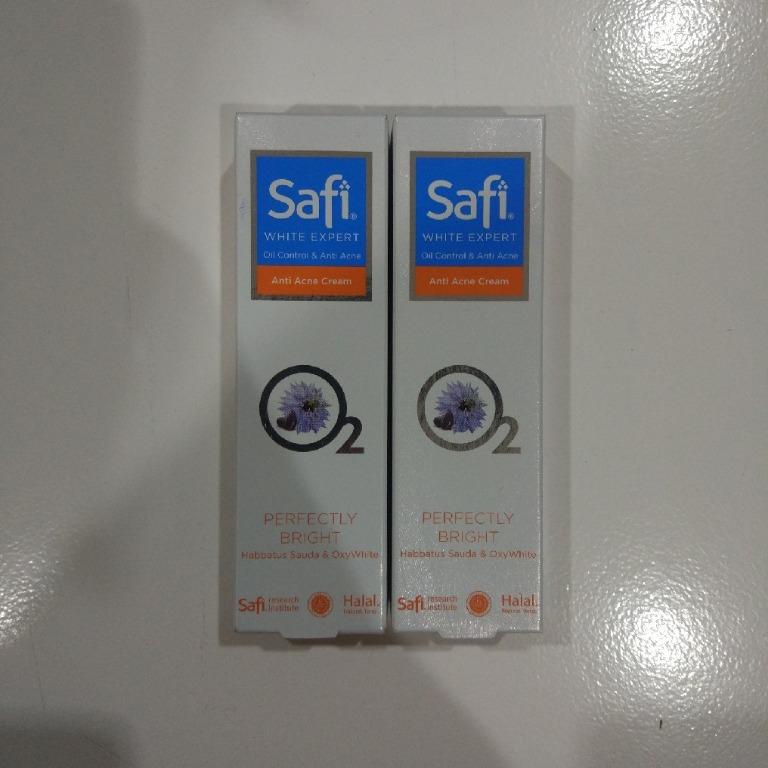 Safi®
WHITE EXPERT
Oil Control & Anti Acne
Anti Acne Cream
O2
PERFECTLY
BRIGHT
Habbatus Sauda & OxyWhite
Safi research
institute
Halal.
Safi®
WHITE EXPERT
Oil Control & Anti Acne
Anti Acne Cream
O2
PERFECTLY
BRIGHT
Habbatus Sauda & OxyWhite
Safi research
institute
Halal.